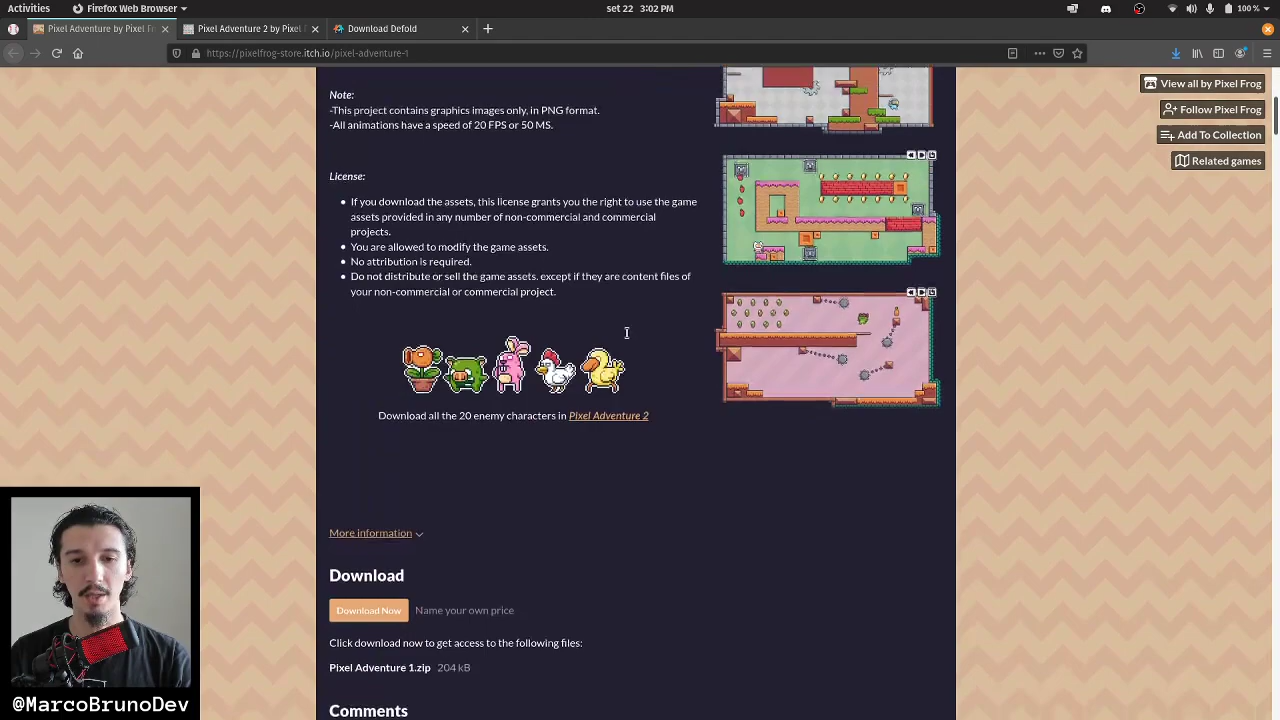 Activities
Firefox Web Browser
set 22 3:02 PM
100 %
Pixel Adventure by Pixel Fr
Pixel Adventure 2 by Pixel F
Download Defold
https://pixelfrog-store.itch.io/pixel-adventure-1
View all by Pixel Frog
Follow Pixel Frog
Add To Collection
Related games
Note:
-This project contains graphics images only, in PNG format.
-All animations have a speed of 20 FPS or 50 MS.
License:
If you download the assets, this license grants you the right to use the game
assets provided in any number of non-commercial and commercial
projects.
You are allowed to modify the game assets.
No attribution is required.
Do not distribute or sell the game assets, except if they are content files of
your non-commercial or commercial project.
Download all the 20 enemy characters in Pixel Adventure 2
More information
Download
Download Now Name your own price
Click download now to get access to the following files:
Pixel Adventure 1.zip 204 kB
Comments
@MarcoBrunoDev